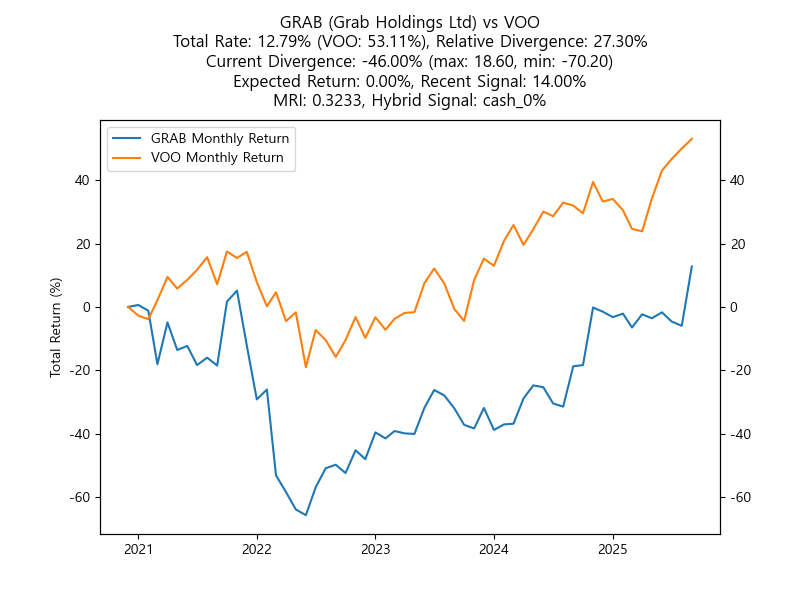 GRAB (Grab Holdings Ltd) vs VOO
Total Rate: 12.79% (VOO: 53.11%), Relative Divergence: 27.30%
Current Divergence: -46.00% (max: 18.60, min: -70.20)
Expected Return: 0.00%, Recent Signal: 14.00%
MRI: 0.3233, Hybrid Signal: cash_0%
GRAB Monthly Return
VOO Monthly Return
40
20
0
-20
-40
-60
Total Return (%)
40
20
0
-20
-40
-60
2021
2022
2023
2024
2025